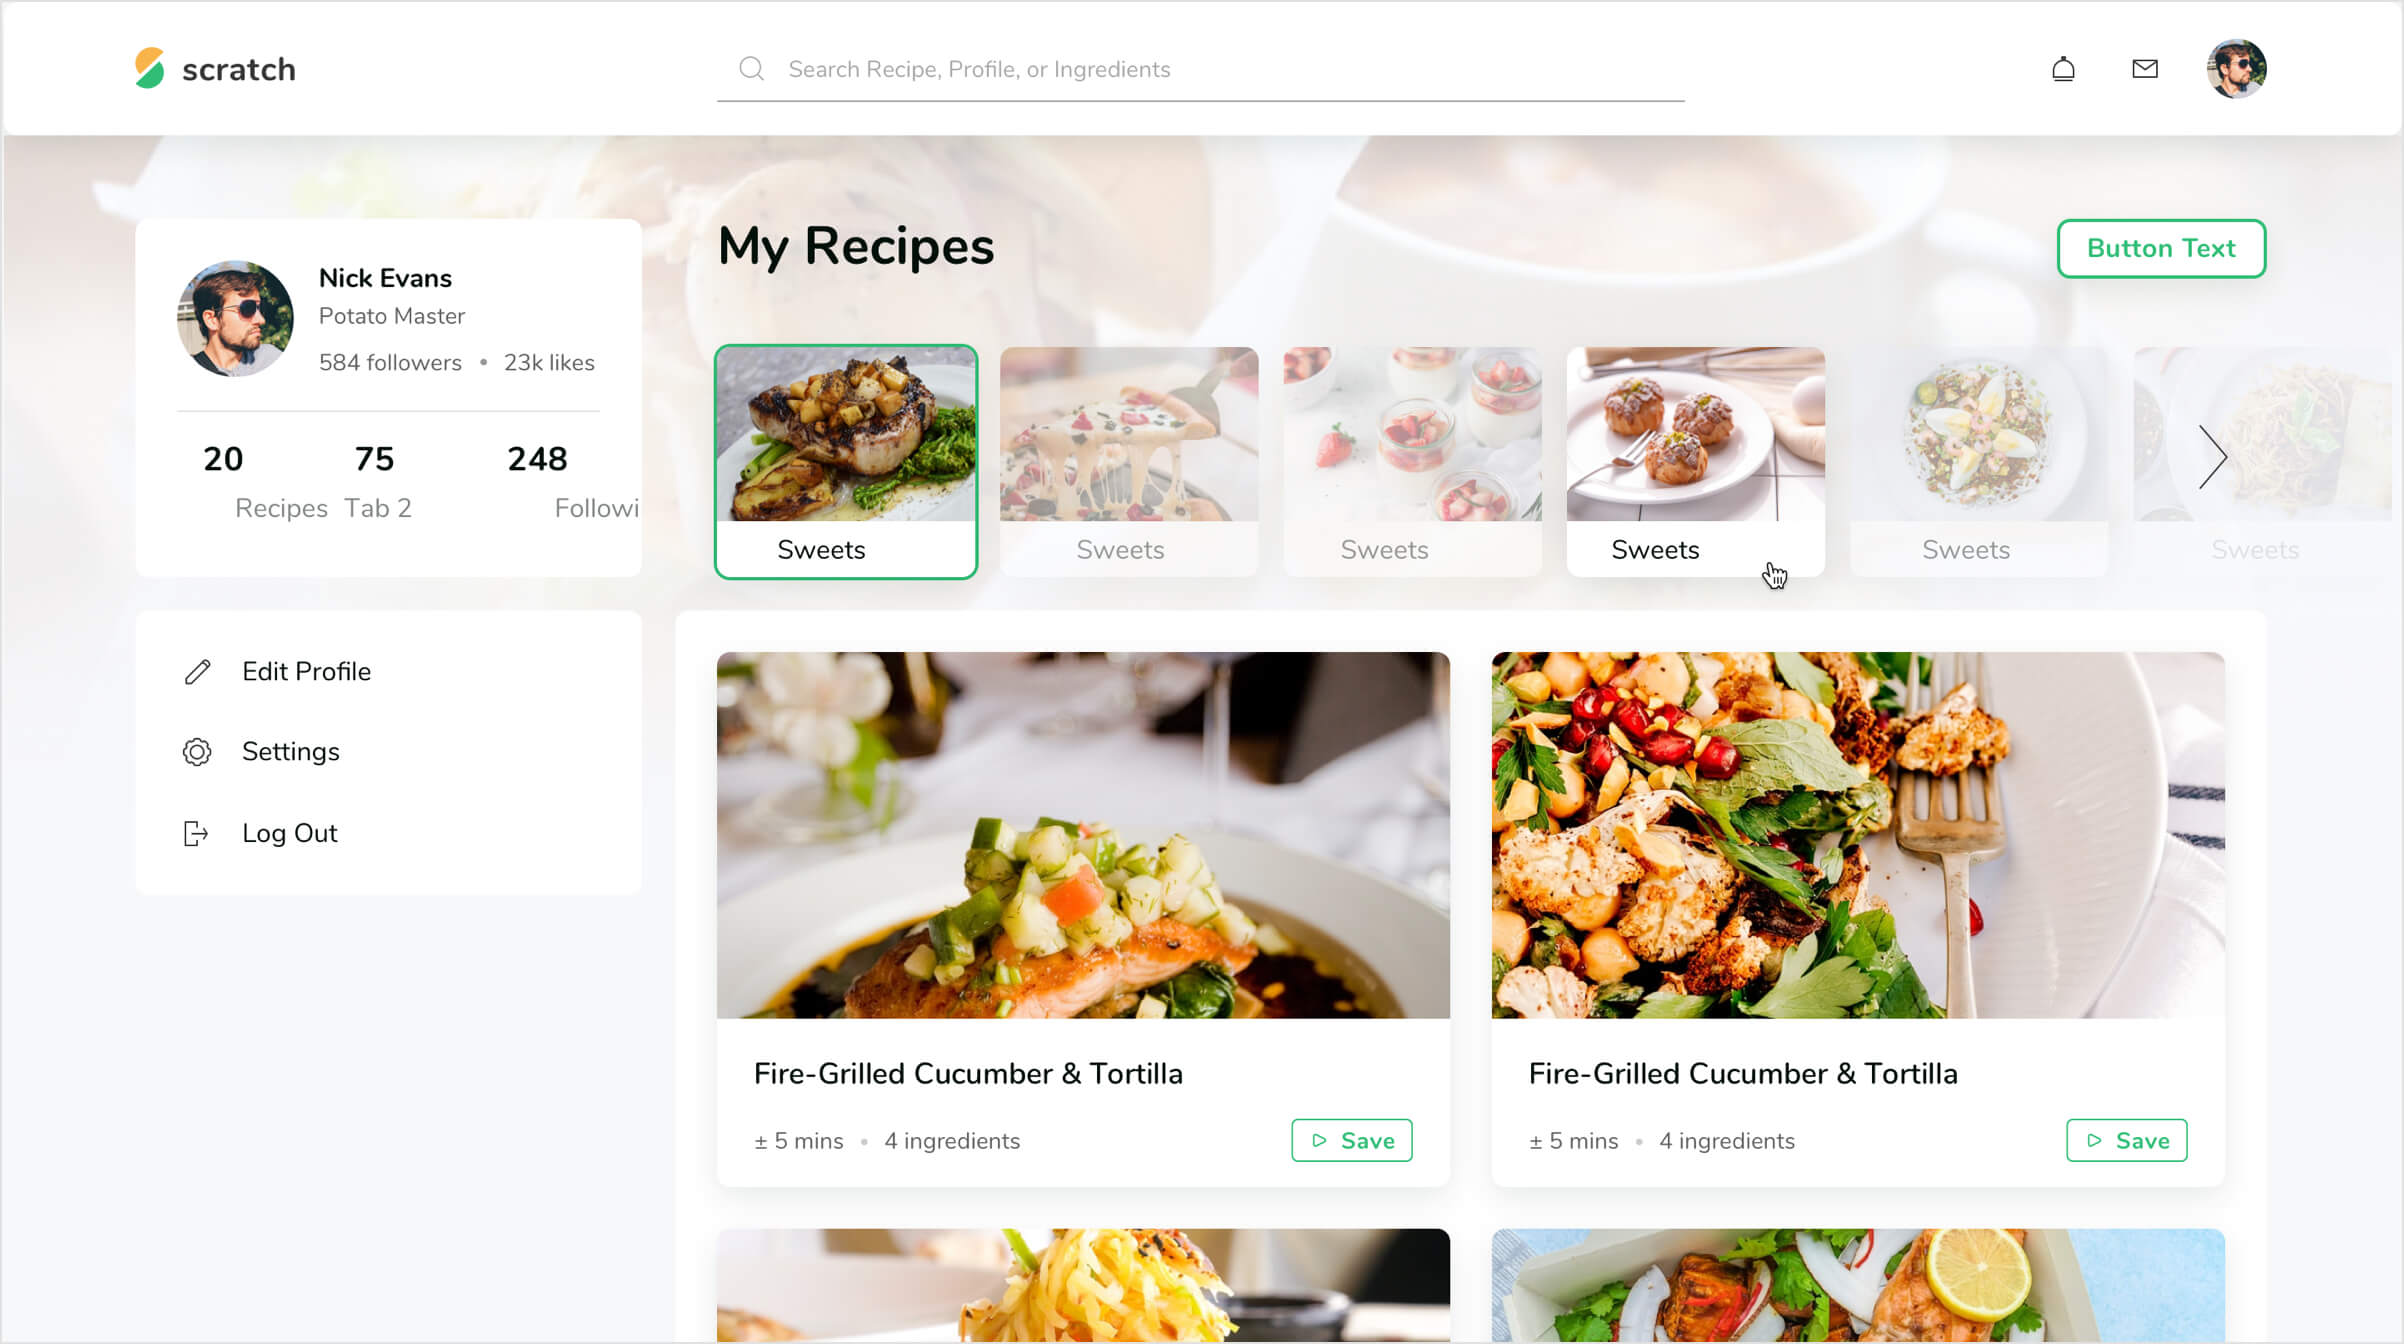 scratch
Search Recipe, Profile, or Ingredients
Nick Evans
Potato Master
584 followers • 23k likes
20 75 248
Recipes Tab 2 Followi
Edit Profile
Settings
Log Out
My Recipes
Button Text
Sweets Sweets Sweets Sweets Sweets Sweets
Fire-Grilled Cucumber & Tortilla
± 5 mins • 4 ingredients
Save
Fire-Grilled Cucumber & Tortilla
± 5 mins • 4 ingredients
Save